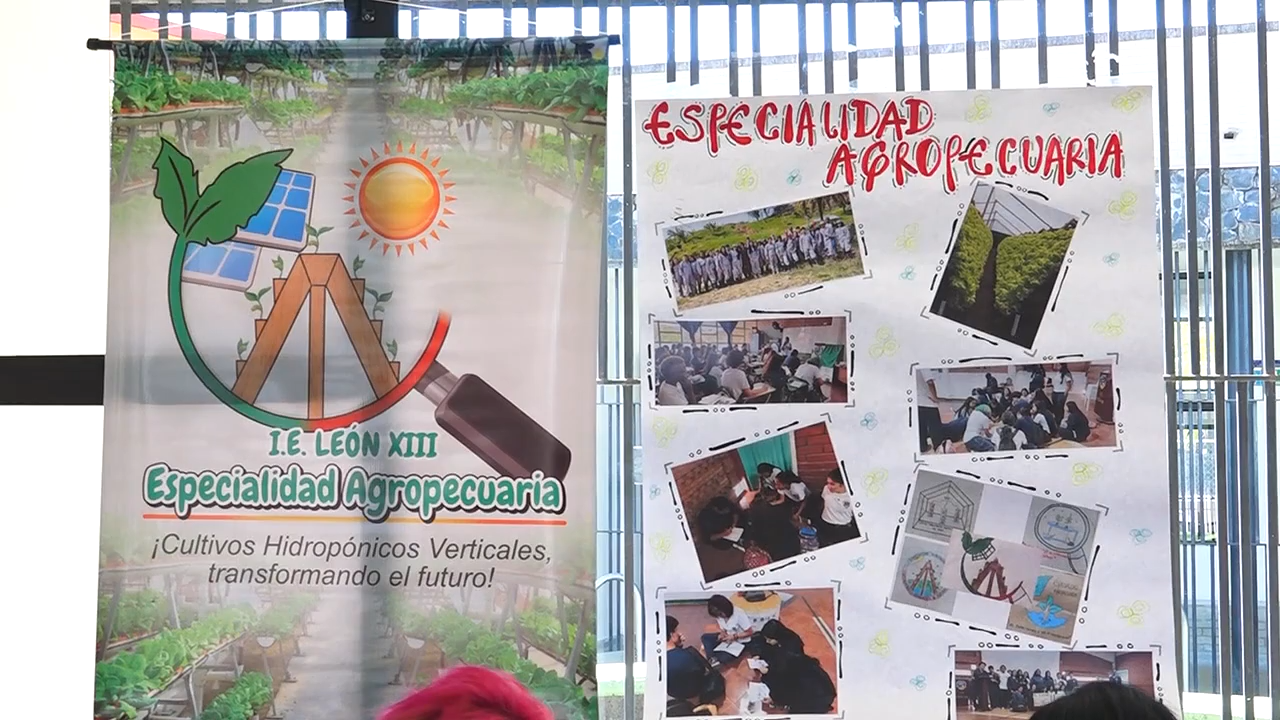 I.E. LEÓN XIII
Especialidad Agropecuaria
¡Cultivos Hidropónicos Verticales,
transformando el futuro!
ESPECIALIDAD
AGROPECUARIA